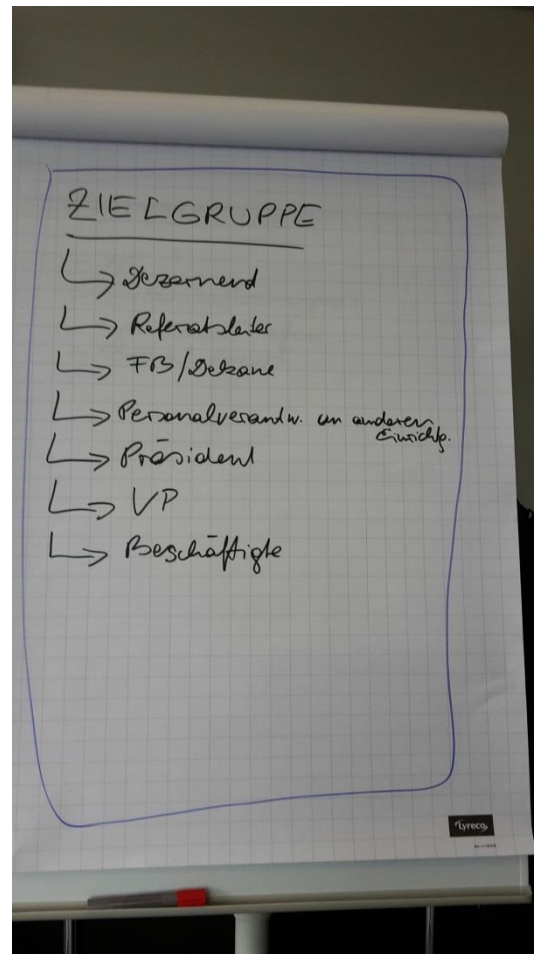 ZIELGRUPPE
Dezernend
Referatsleiter
FB/Dekane
Personalverantw. an anderen
Einrichtg.
Präsident
VP
Beschäftigte
Lyreco